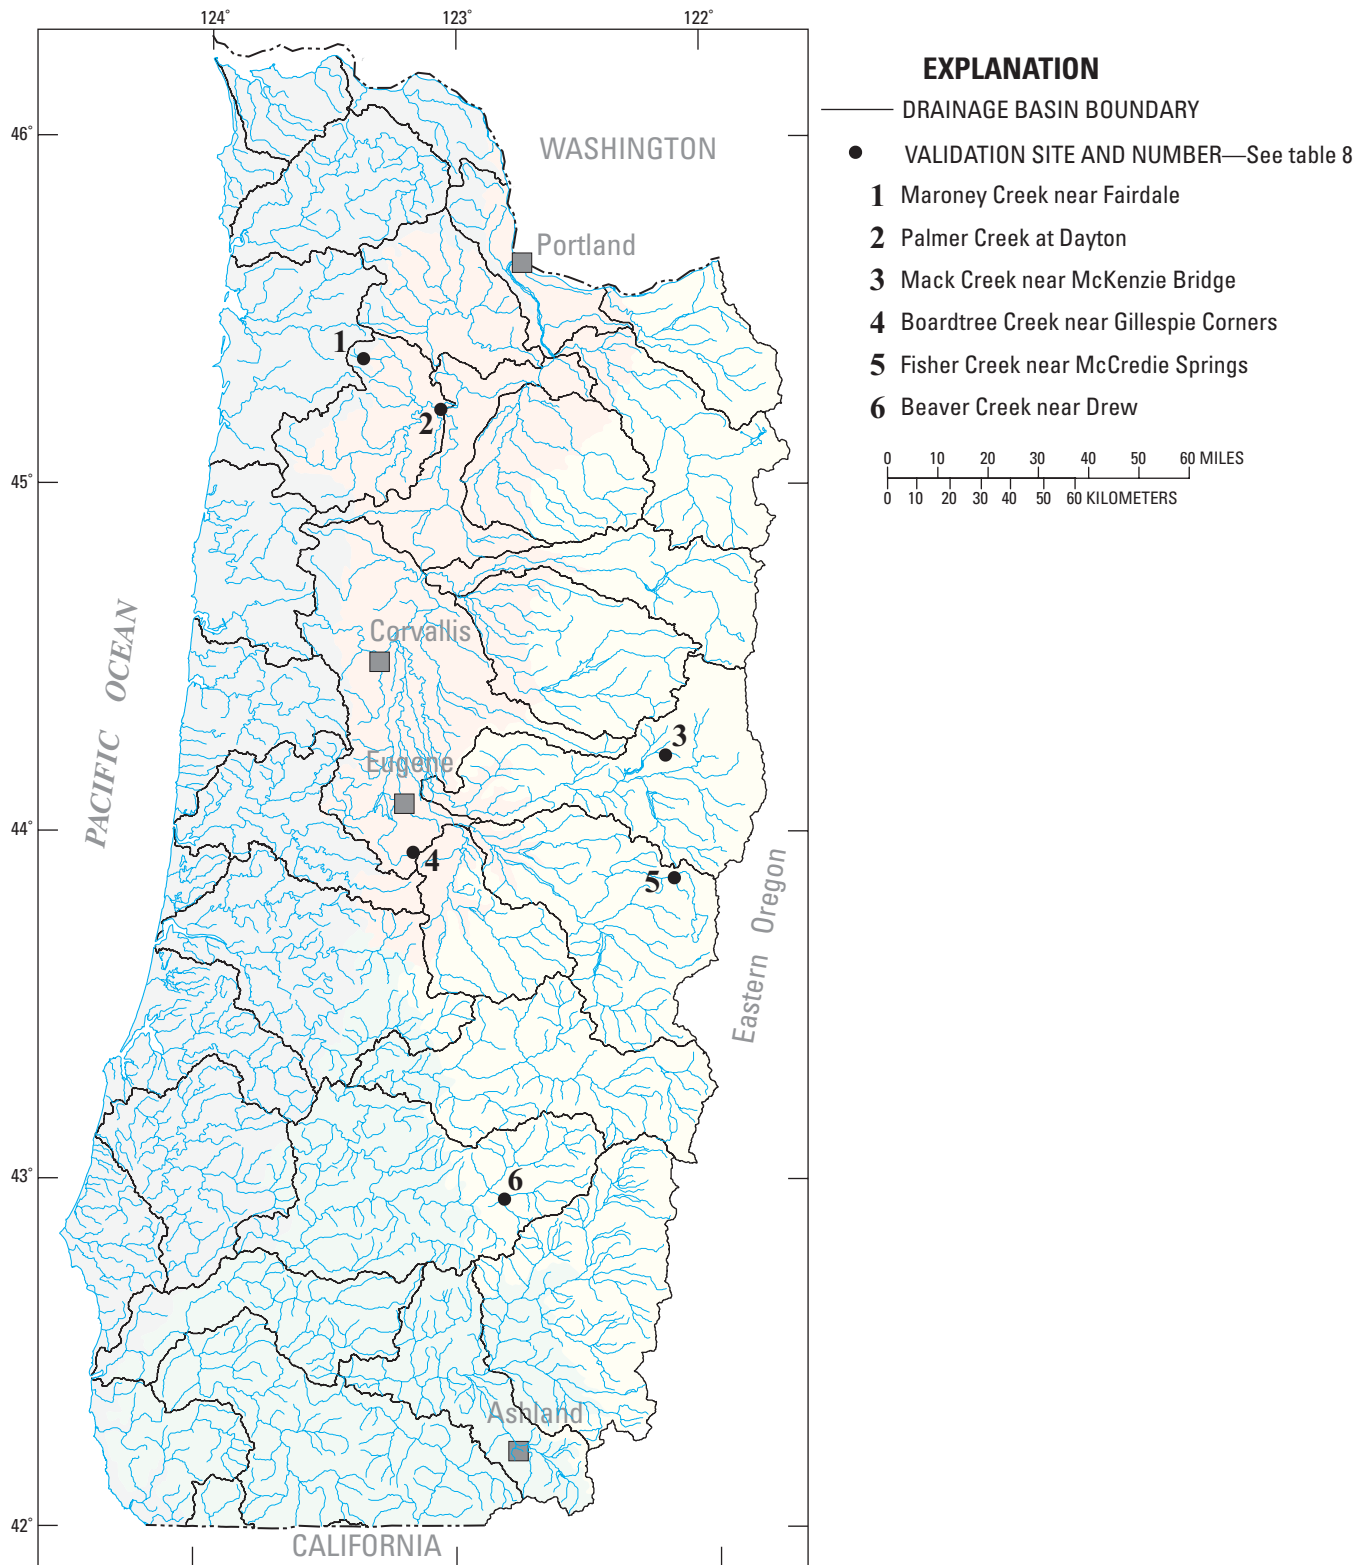 124°
123°
122°
EXPLANATION
DRAINAGE BASIN BOUNDARY
VALIDATION SITE AND NUMBER—See table 8
1 Maroney Creek near Fairdale
2 Palmer Creek at Dayton
3 Mack Creek near McKenzie Bridge
4 Boardtree Creek near Gillespie Corners
5 Fisher Creek near McCredie Springs
6 Beaver Creek near Drew
0 10 20 30 40 50 60 MILES
0 10 20 30 40 50 60 KILOMETERS
46°
WASHINGTON
Portland
1
2
45°
PACIFIC OCEAN
Corvallis
3
Eugene
44°
4
5
Eastern Oregon
43°
6
Ashland
42°
CALIFORNIA